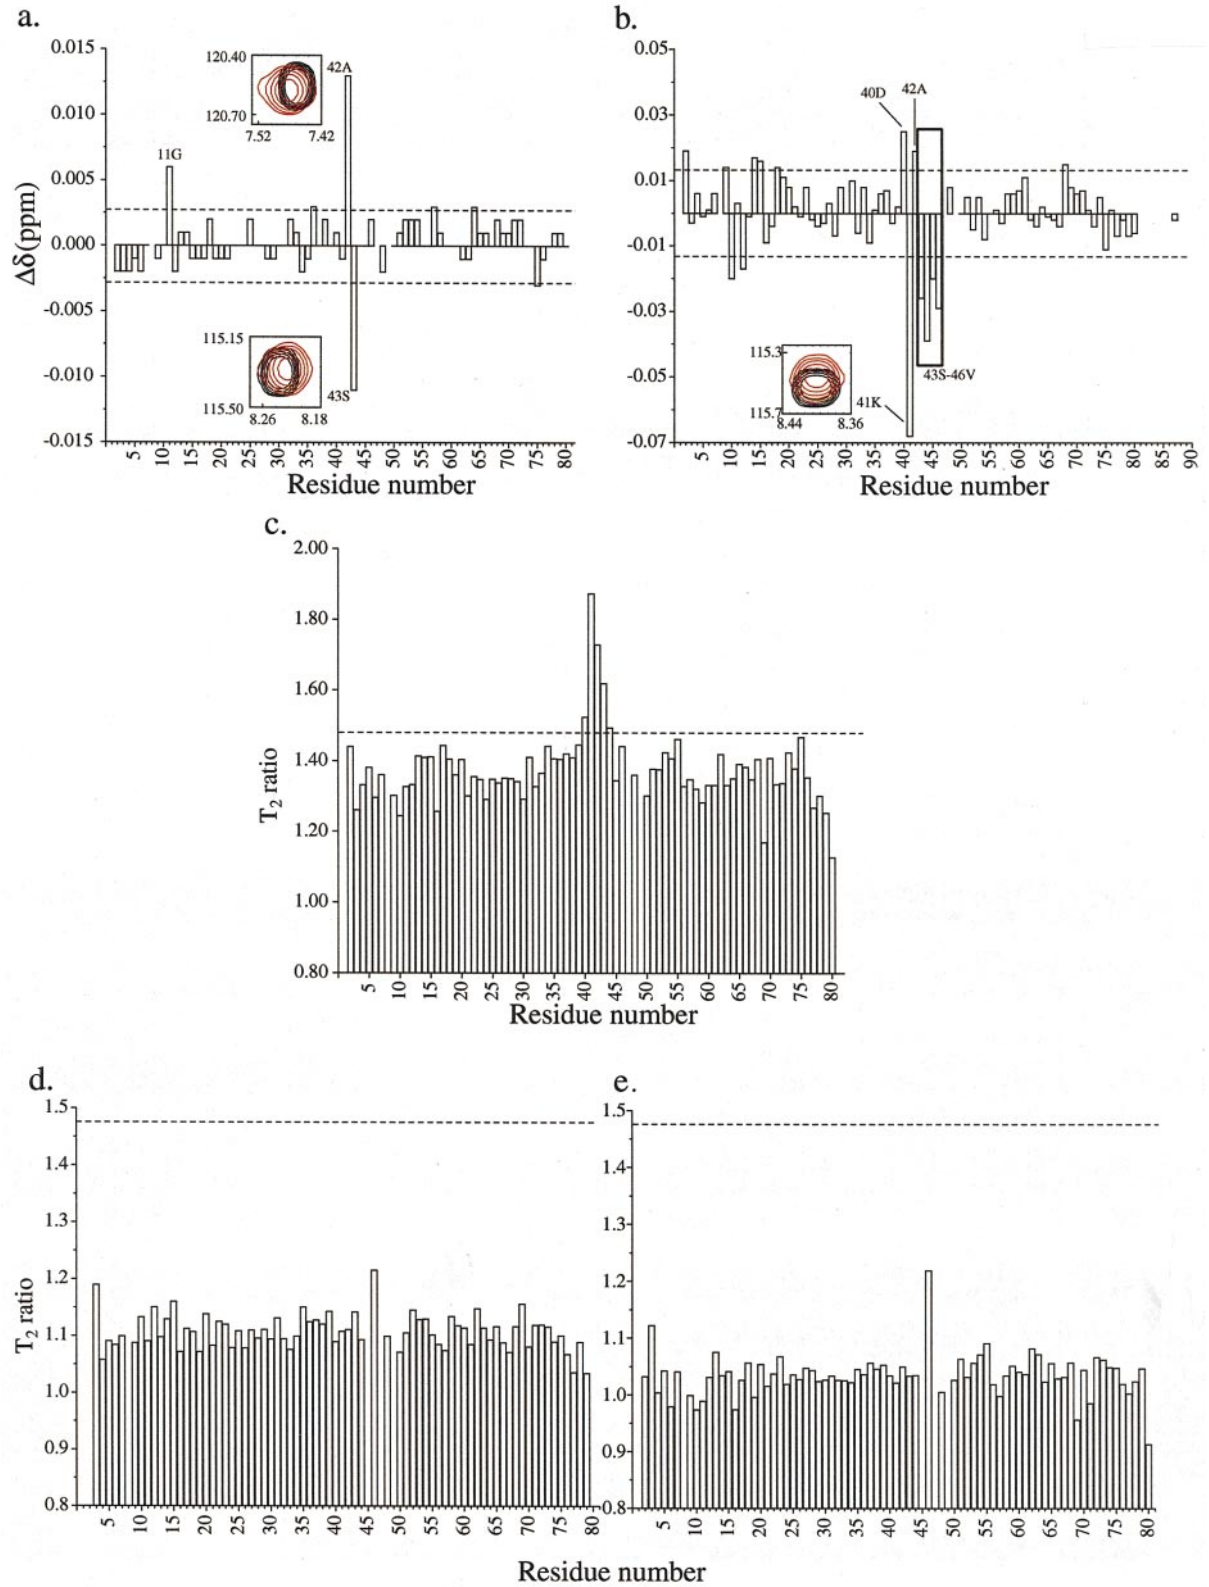 a.
Δδ(ppm)
0.015
0.010
0.005
0.000
-0.005
-0.010
-0.015
120.40
120.70
7.52 7.42
42A
11G
115.15
115.50
8.26 8.18
43S
5 10 15 20 25 30 35 40 45 50 55 60 65 70 75 80
Residue number
b.
0.05
0.03
0.01
-0.01
-0.03
-0.05
-0.07
40D
42A
115.3
115.7
8.44 8.36
41K
43S-46V
5 10 15 20 25 30 35 40 45 50 55 60 65 70 75 80 85 90
Residue number
c.
T2 ratio
2.00
1.80
1.60
1.40
1.20
1.00
0.80
5 10 15 20 25 30 35 40 45 50 55 60 65 70 75 80
Residue number
d.
T2 ratio
1.5
1.4
1.3
1.2
1.1
1.0
0.9
0.8
5 10 15 20 25 30 35 40 45 50 55 60 65 70 75 80
e.
1.5
1.4
1.3
1.2
1.1
1.0
0.9
0.8
5 10 15 20 25 30 35 40 45 50 55 60 65 70 75 80
Residue number